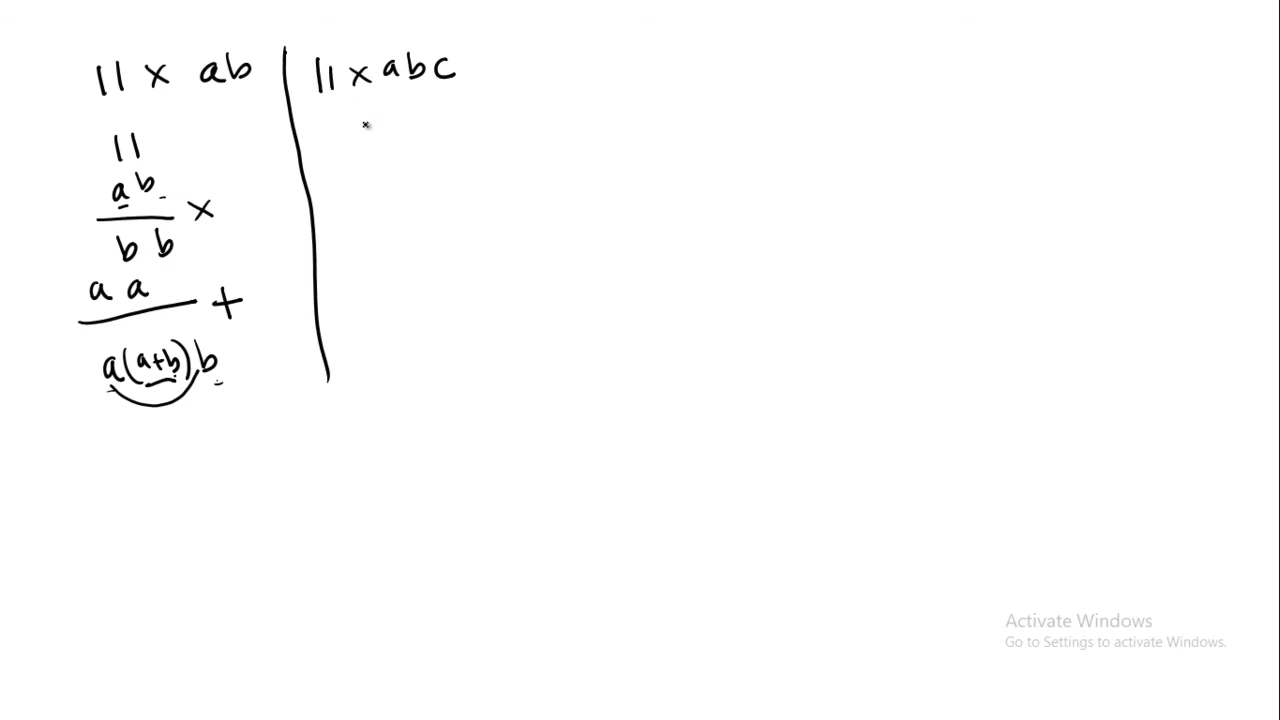 11 × ab
11
ab
×
b b
a a
+
a(a+b)b
11 × abc
Activate Windows
Go to Settings to activate Windows.